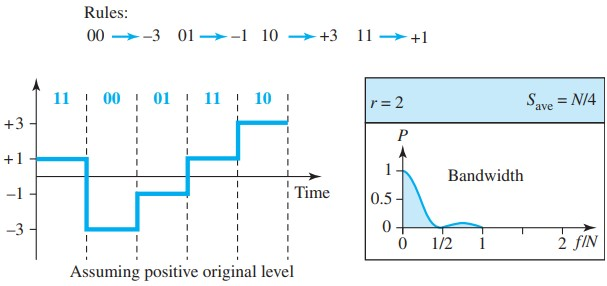 Rules:
00 → –3 01 → –1 10 → +3 11 → +1
11 00 01 11 10
+3
+1
–1
–3
Time
Assuming positive original level
r = 2 Save = N/4
P
1
0.5
0
Bandwidth
0 1/2 1 2 f/N